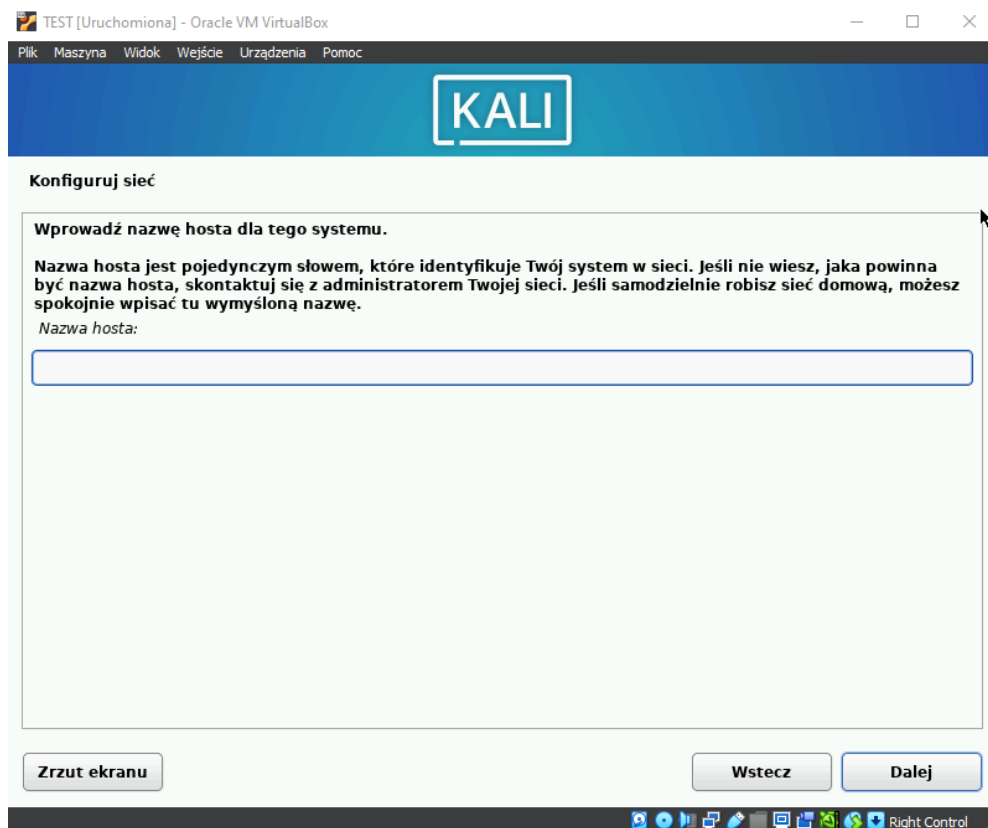 TEST [Uruchomiona] - Oracle VM VirtualBox
Plik Maszyna Widok Wejście Urządzenia Pomoc
KALI
Konfiguruj sieć
Wprowadź nazwę hosta dla tego systemu.
Nazwa hosta jest pojedynczym słowem, które identyfikuje Twój system w sieci. Jeśli nie wiesz, jaka powinna
być nazwa hosta, skontaktuj się z administratorem Twojej sieci. Jeśli samodzielnie robisz sieć domową, możesz
spokojnie wpisać tu wymyśloną nazwę.
Nazwa hosta:
Zrzut ekranu Wstecz Dalej
Right Control